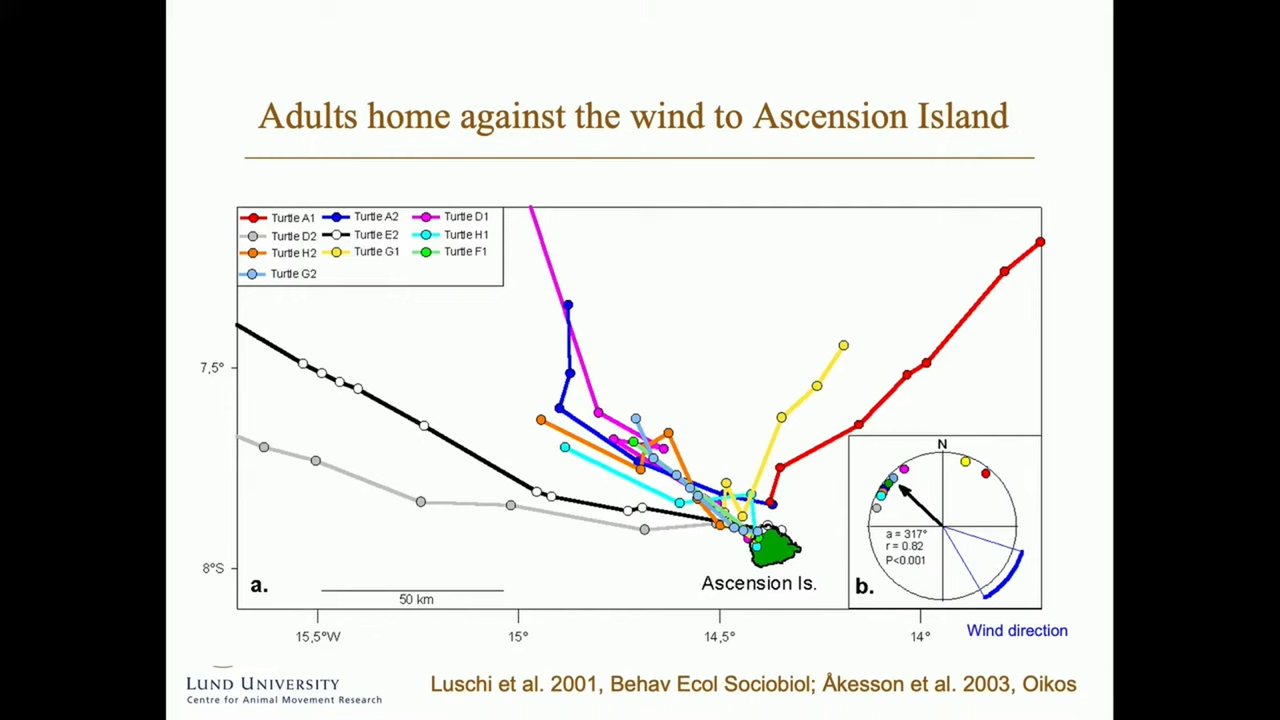 Adults home against the wind to Ascension Island
Turtle A1
Turtle A2
Turtle D1
Turtle D2
Turtle E2
Turtle H1
Turtle H2
Turtle G1
Turtle F1
Turtle G2
7,5°
8°S
a.
50 km
Ascension Is.
N
a = 317°
r = 0.82
P<0.001
b.
15,5°W
15°
14,5°
14°
Wind direction
LUND UNIVERSITY
Centre for Animal Movement Research
Luschi et al. 2001, Behav Ecol Sociobiol; Åkesson et al. 2003, Oikos